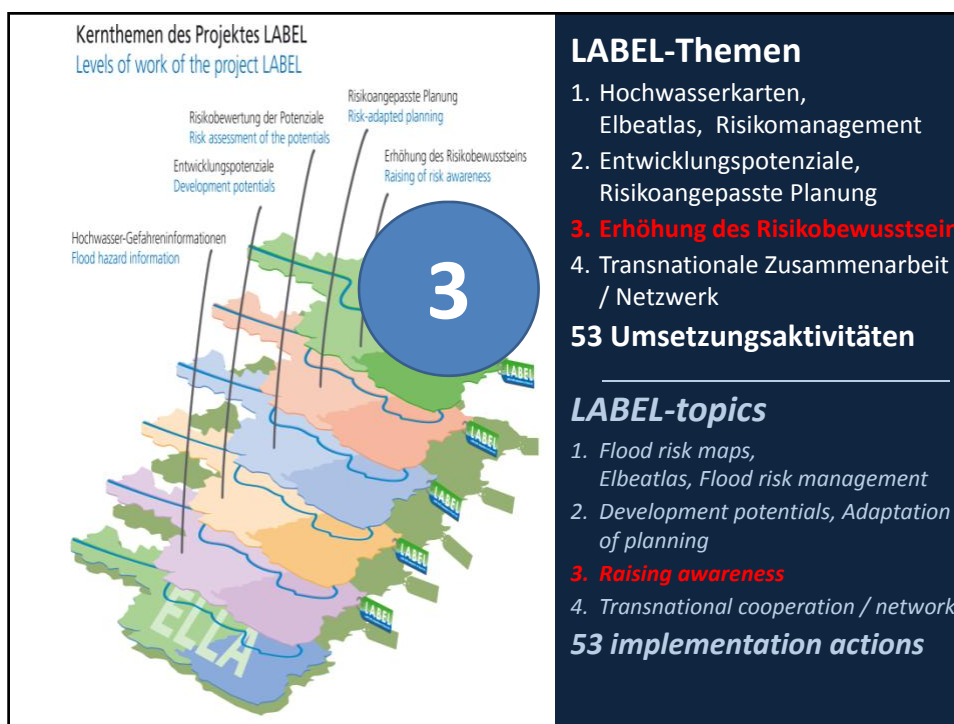 Kernthemen des Projektes LABEL
Levels of work of the project LABEL
Risikoangepasste Planung
Risk-adapted planning
Risikobewertung der Potenziale
Risk assessment of the potentials
Erhöhung des Risikobewusstseins
Raising of risk awareness
Entwicklungspotenziale
Development potentials
Hochwasser-Gefahreninformationen
Flood hazard information
3
LABEL
LABEL
LABEL
LABEL
LABEL
ELLA
LABEL-Themen
1. Hochwasserkarten,
Elbeatlas, Risikomanagement
2. Entwicklungspotenziale,
Risikoangepasste Planung
3. Erhöhung des Risikobewusstsein
4. Transnationale Zusammenarbeit
/ Netzwerk
53 Umsetzungsaktivitäten
LABEL-topics
1. Flood risk maps,
Elbeatlas, Flood risk management
2. Development potentials, Adaptation
of planning
3. Raising awareness
4. Transnational cooperation / network
53 implementation actions